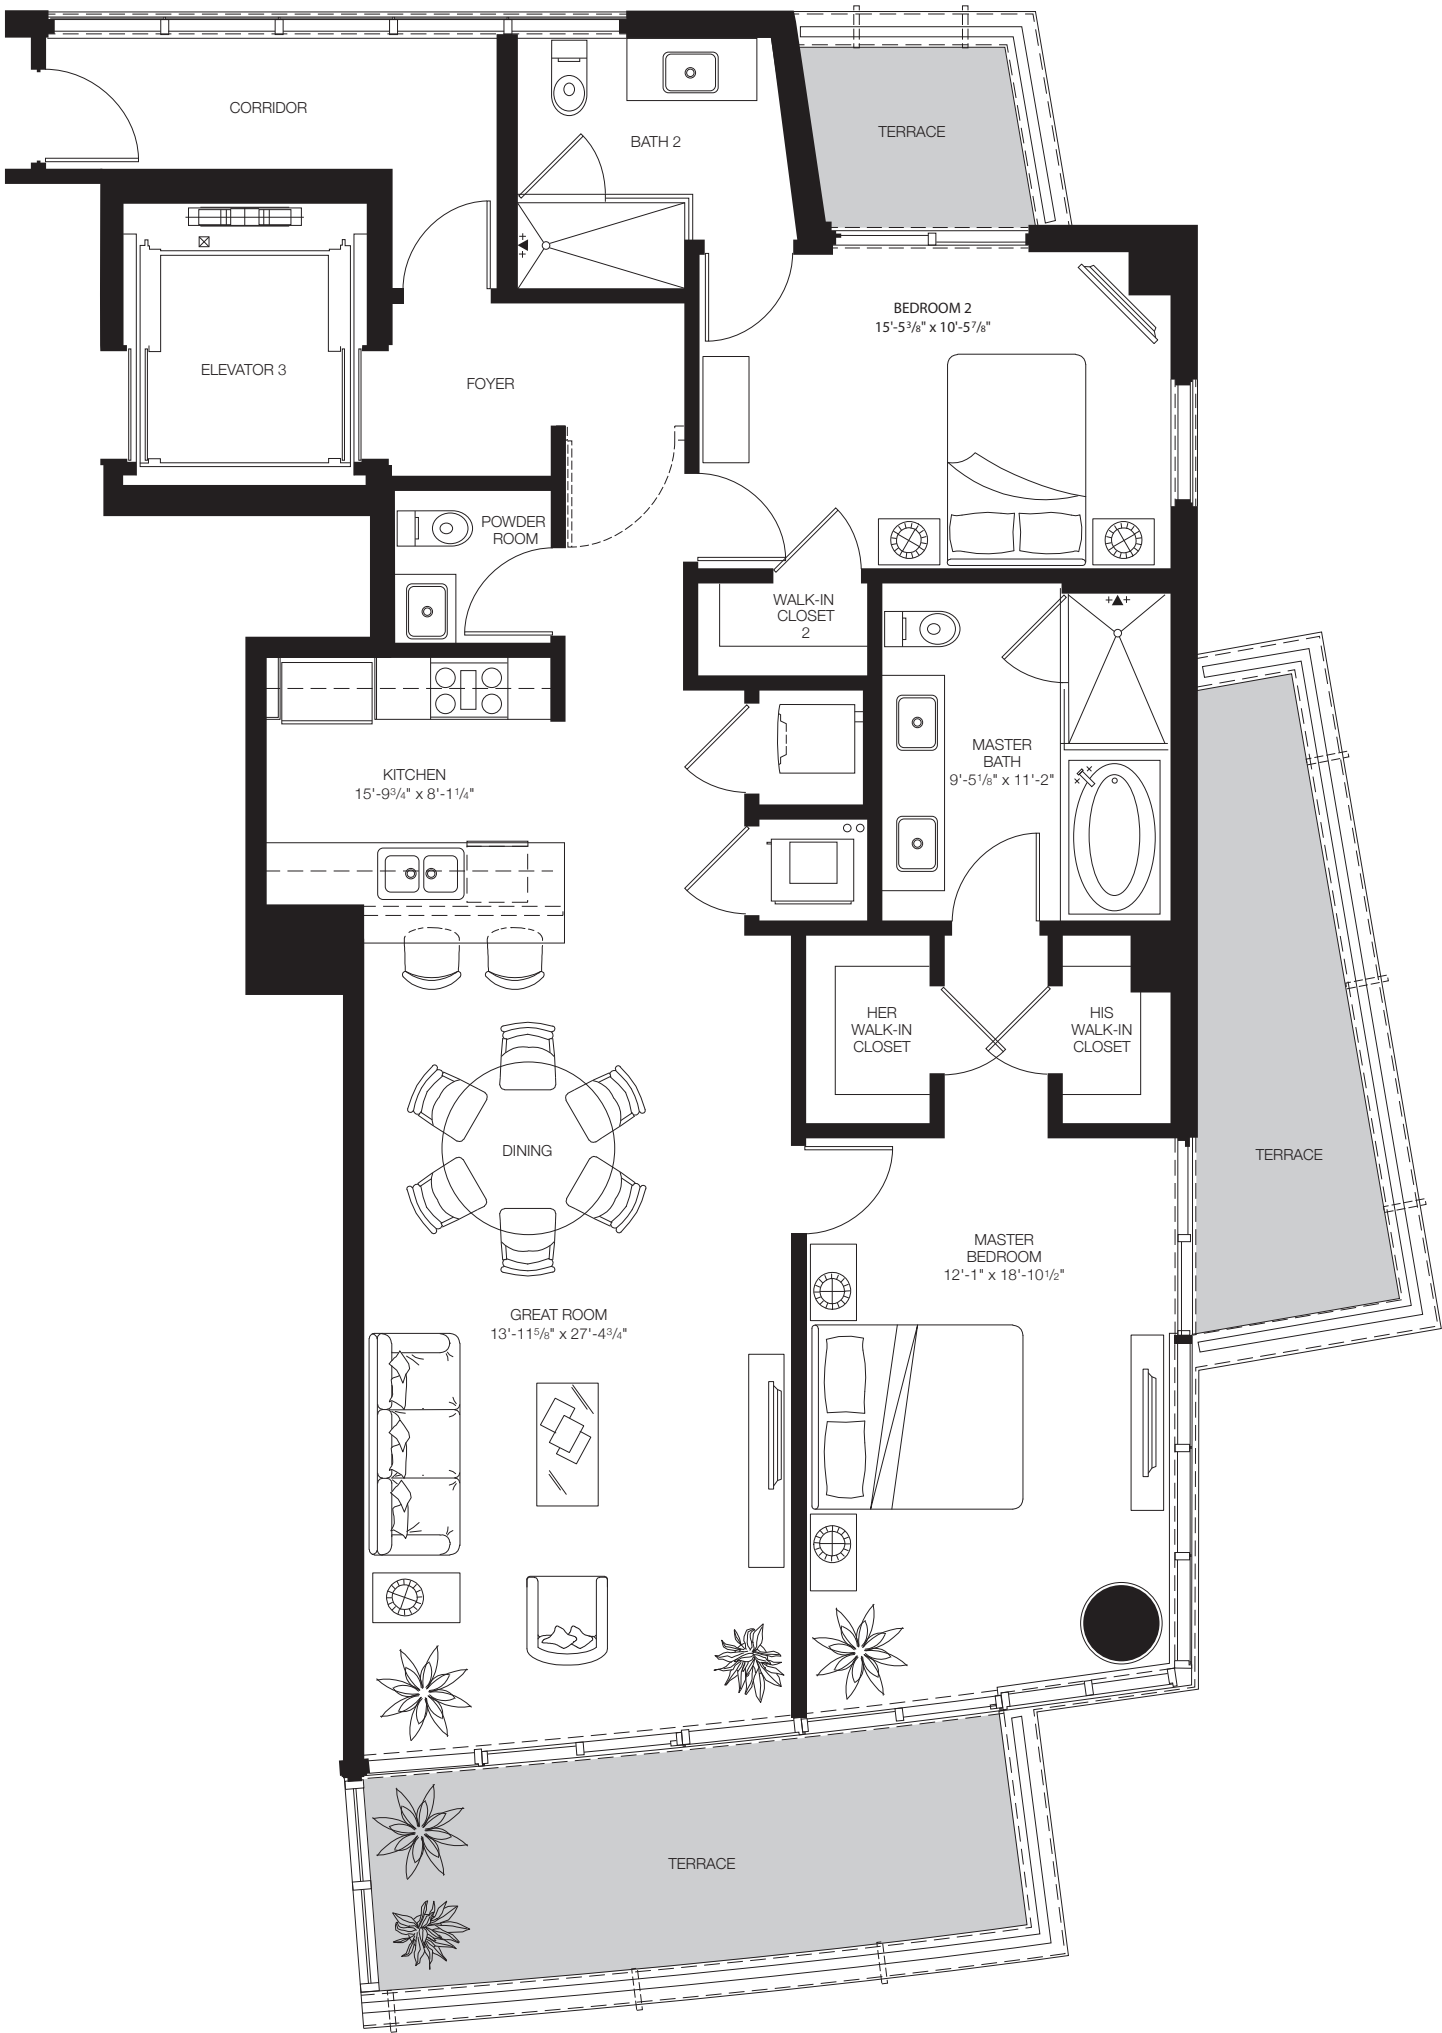 CORRIDOR
BATH 2
TERRACE
BEDROOM 2
15'-5³/₈" x 10'-5⁷/₈"
ELEVATOR 3
FOYER
POWDER
ROOM
WALK-IN
CLOSET
2
KITCHEN
15'-9³/₄" x 8'-1¹/₄"
MASTER
BATH
9'-5¹/₈" x 11'-2"
HER
WALK-IN
CLOSET
HIS
WALK-IN
CLOSET
DINING
TERRACE
MASTER
BEDROOM
12'-1" x 18'-10¹/₂"
GREAT ROOM
13'-11⁵/₈" x 27'-4³/₄"
TERRACE